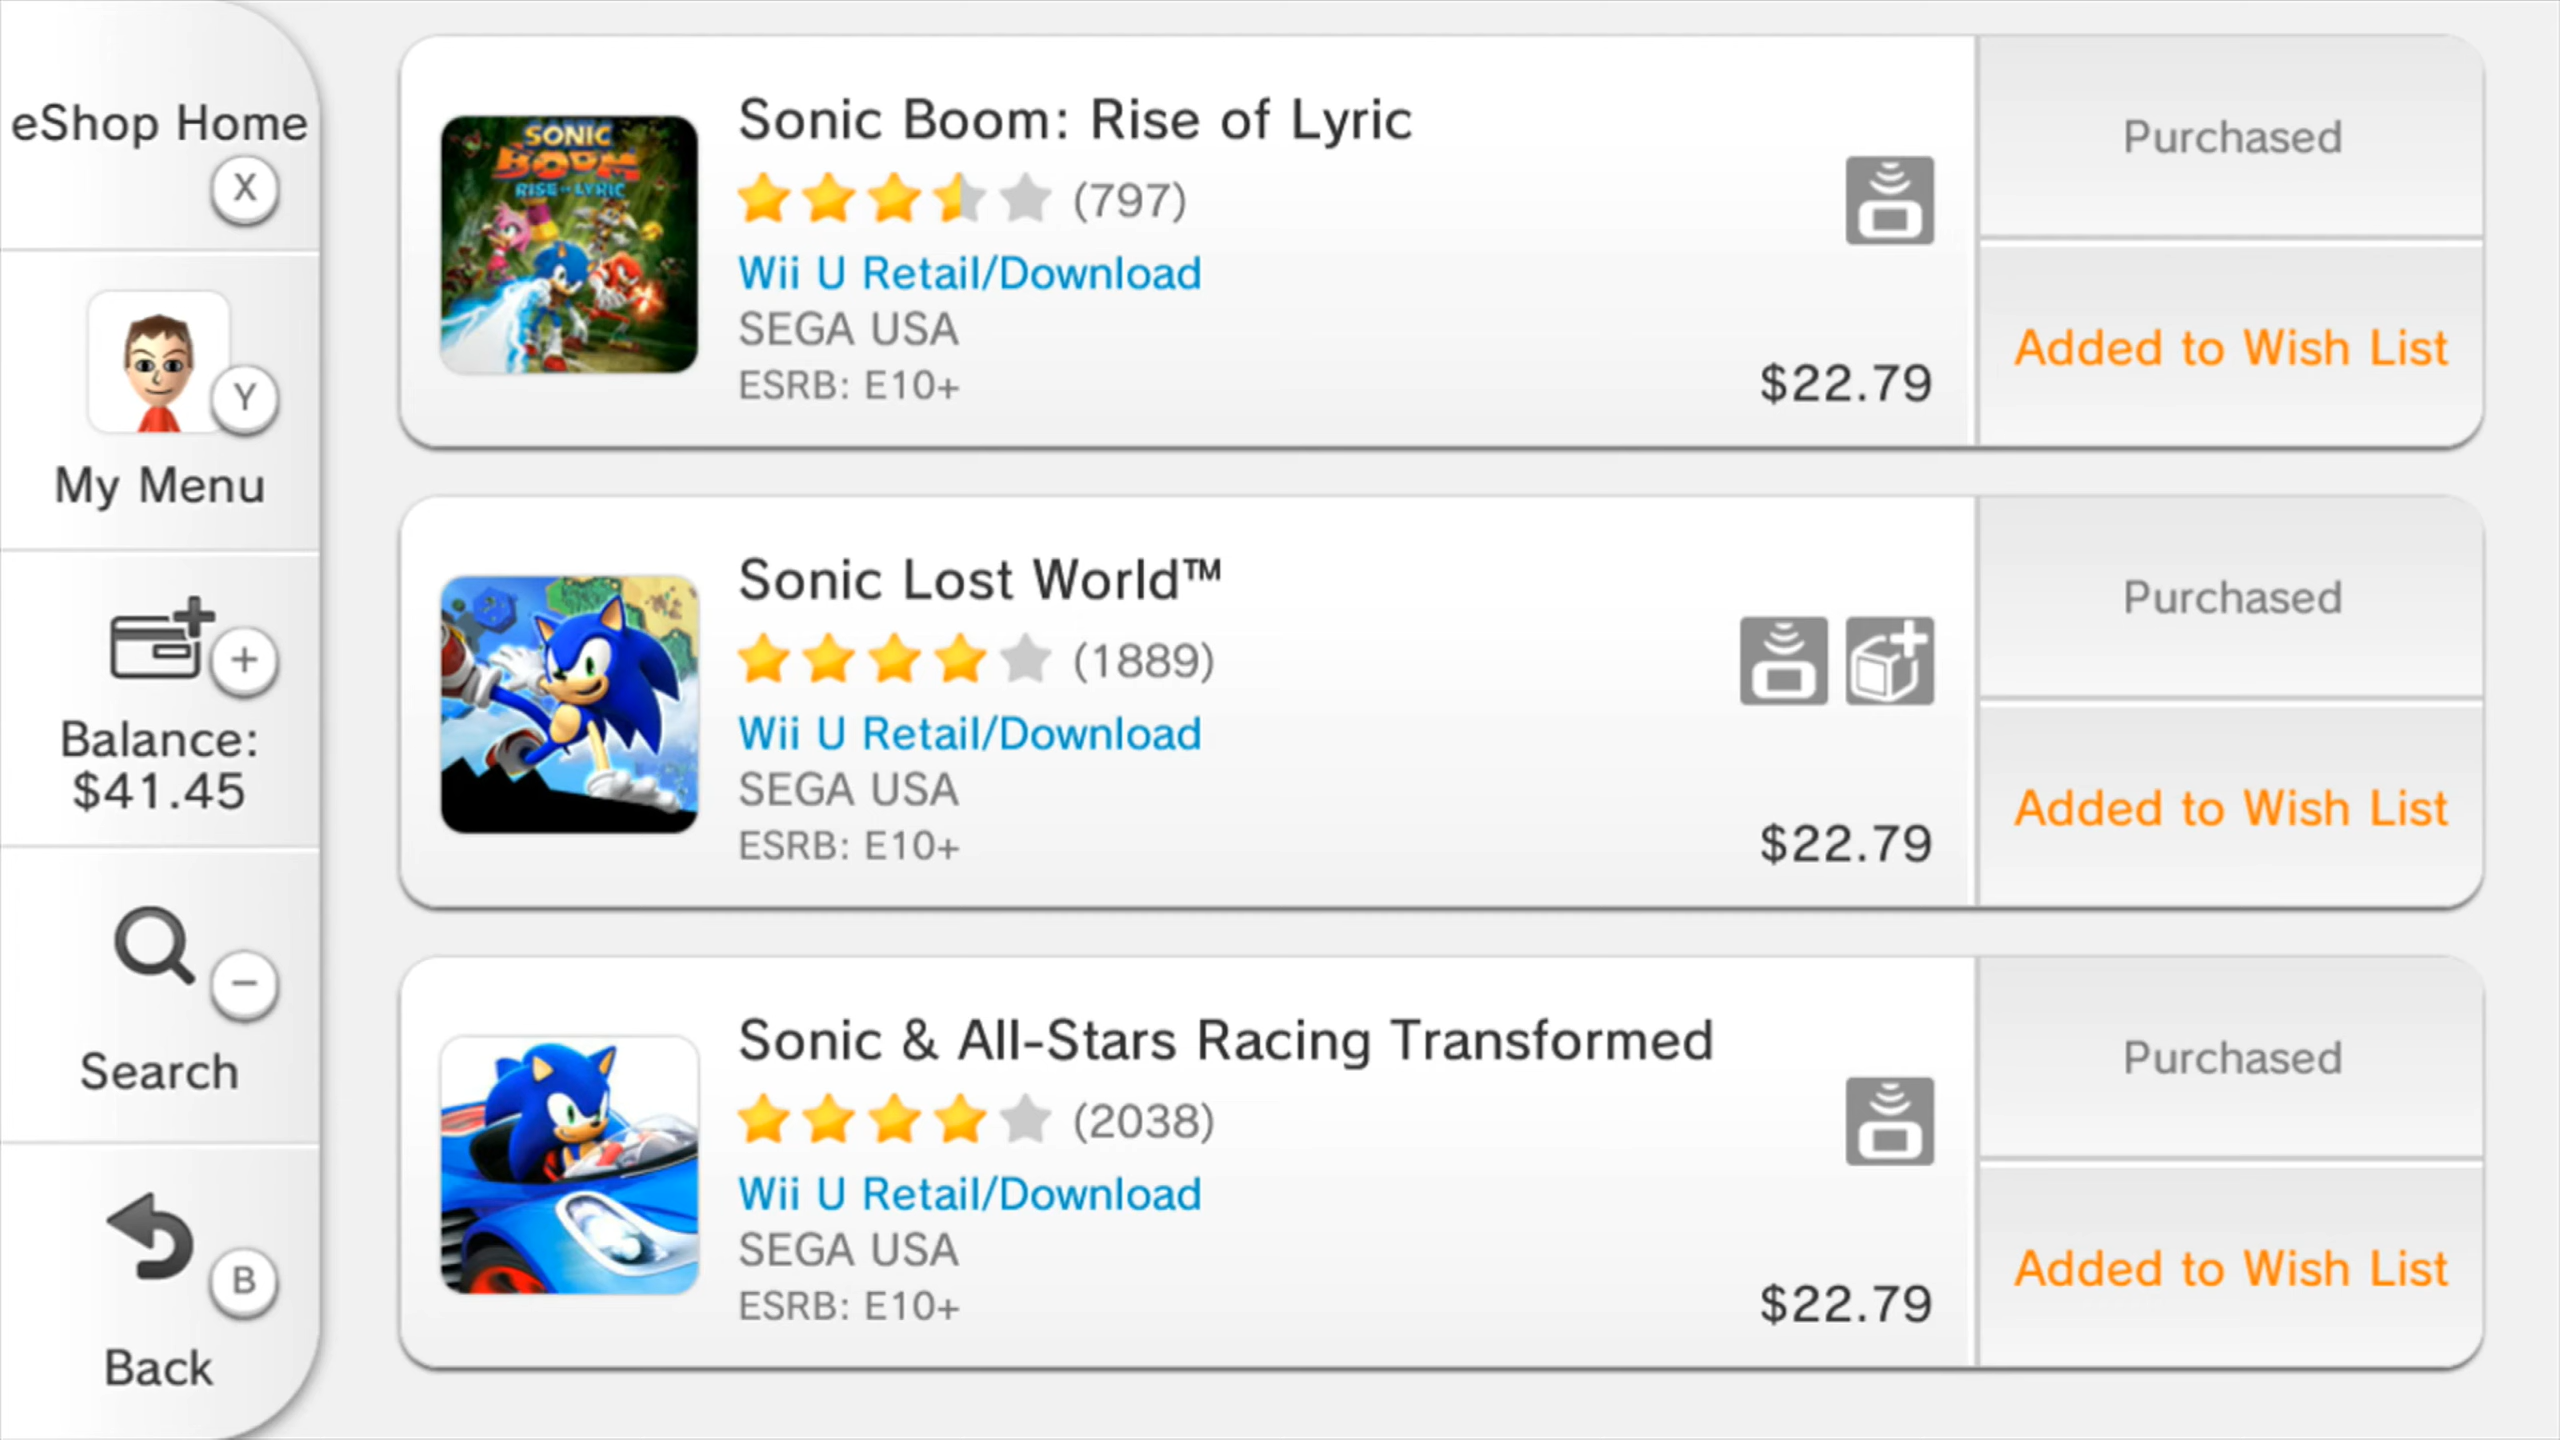 eShop Home
X
Y
My Menu
+
Balance:
$41.45
−
Search
B
Back
SONIC
BOOM
RISE OF LYRIC
Sonic Boom: Rise of Lyric
(797)
Wii U Retail/Download
SEGA USA
ESRB: E10+
$22.79
Purchased
Added to Wish List
Sonic Lost World™
(1889)
Wii U Retail/Download
SEGA USA
ESRB: E10+
$22.79
Purchased
Added to Wish List
Sonic & All-Stars Racing Transformed
(2038)
Wii U Retail/Download
SEGA USA
ESRB: E10+
$22.79
Purchased
Added to Wish List